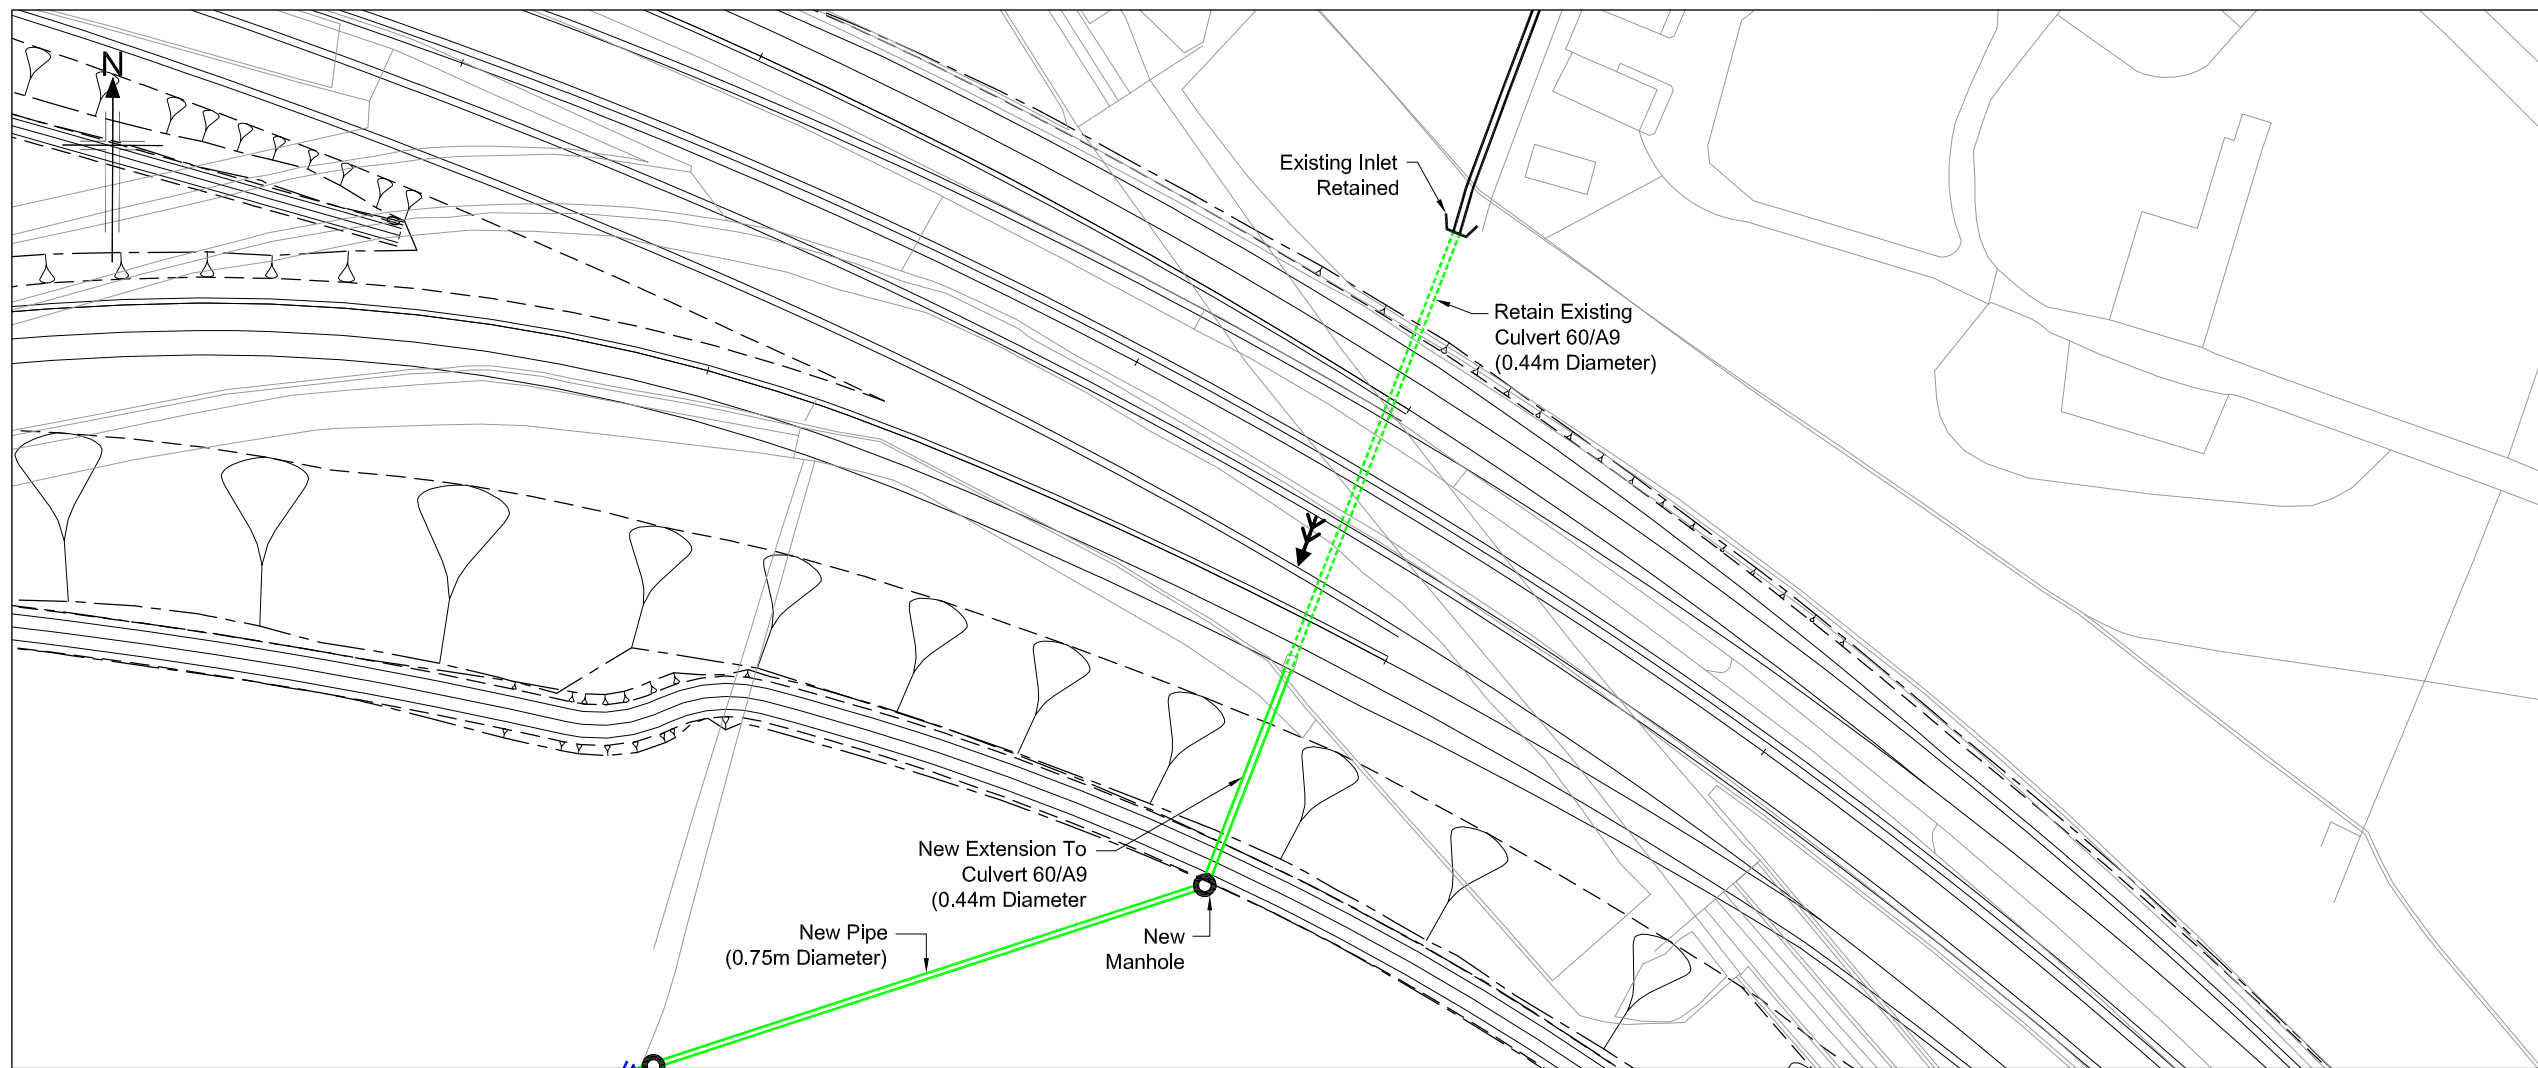 N
Existing Inlet
Retained
Retain Existing
Culvert 60/A9
(0.44m Diameter)
New Extension To
Culvert 60/A9
(0.44m Diameter
New Pipe
(0.75m Diameter)
New
Manhole